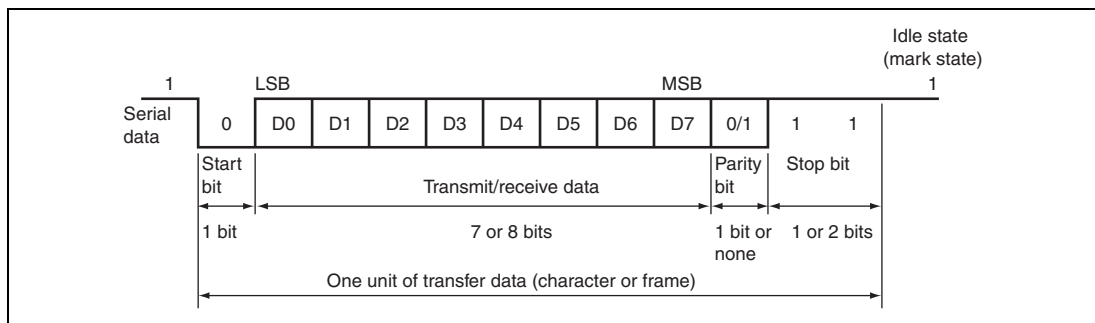 Idle state
(mark state)
1 LSB MSB 1
Serial
data
0 D0 D1 D2 D3 D4 D5 D6 D7 0/1 1 1
Start
bit
Transmit/receive data
Parity
bit
Stop bit
1 bit
7 or 8 bits
1 bit or
none
1 or 2 bits
One unit of transfer data (character or frame)